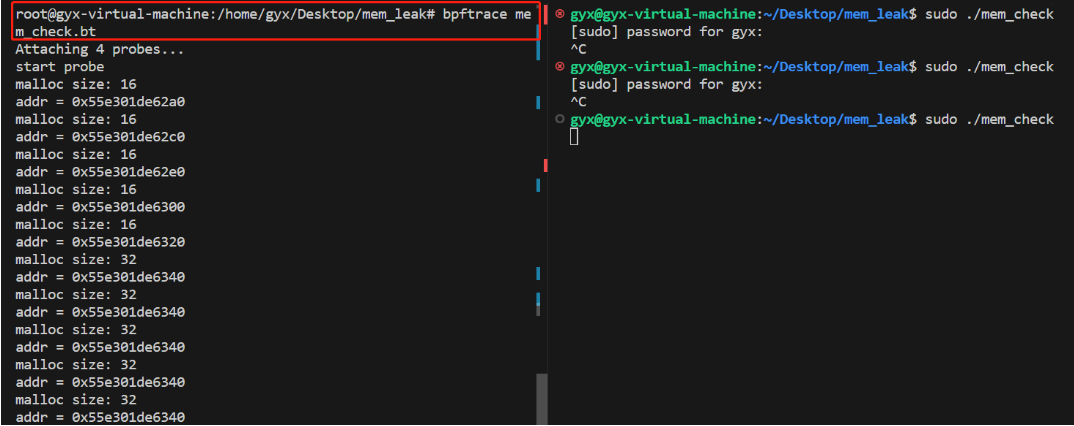 root@gyx-virtual-machine:/home/gyx/Desktop/mem_leak# bpftrace me
m_check.bt
Attaching 4 probes...
start probe
malloc size: 16
addr = 0x55e301de62a0
malloc size: 16
addr = 0x55e301de62c0
malloc size: 16
addr = 0x55e301de62e0
malloc size: 16
addr = 0x55e301de6300
malloc size: 16
addr = 0x55e301de6320
malloc size: 32
addr = 0x55e301de6340
malloc size: 32
addr = 0x55e301de6340
malloc size: 32
addr = 0x55e301de6340
malloc size: 32
addr = 0x55e301de6340
malloc size: 32
addr = 0x55e301de6340
gyx@gyx-virtual-machine:~/Desktop/mem_leak$ sudo ./mem_check
[sudo] password for gyx:
^C
gyx@gyx-virtual-machine:~/Desktop/mem_leak$ sudo ./mem_check
[sudo] password for gyx:
^C
gyx@gyx-virtual-machine:~/Desktop/mem_leak$ sudo ./mem_check